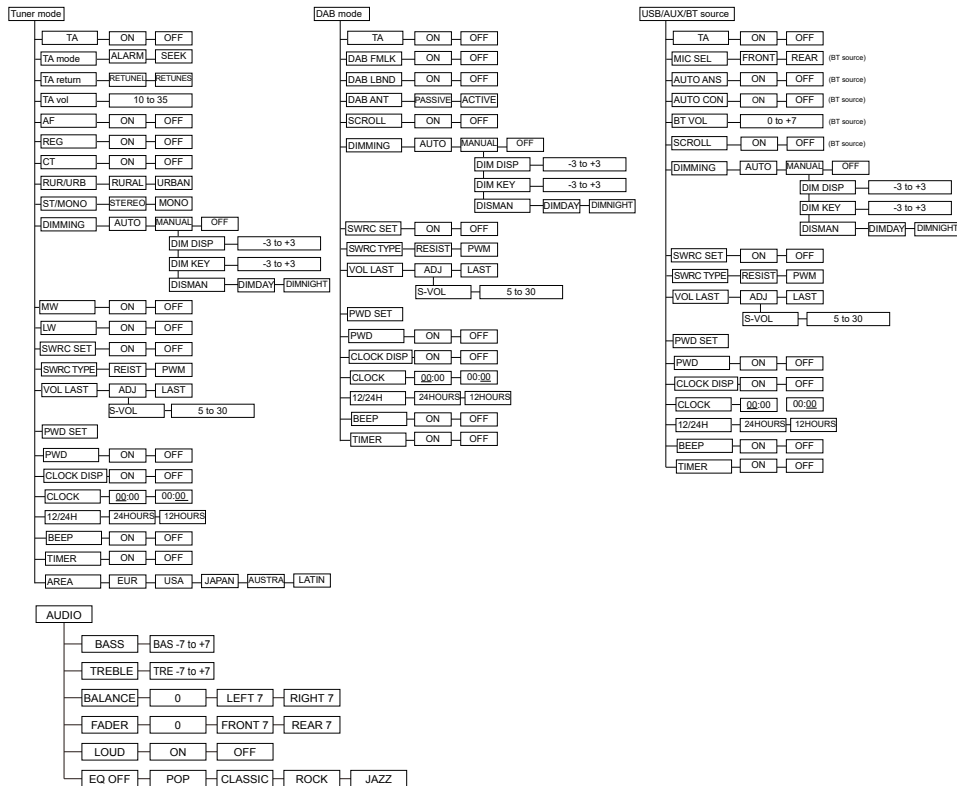 Tuner mode
TA ON OFF
TA mode ALARM SEEK
TA return RETUNEL RETUNES
TA vol 10 to 35
AF ON OFF
REG ON OFF
CT ON OFF
RUR/URB RURAL URBAN
ST/MONO STEREO MONO
DIMMING AUTO MANUAL OFF
DIM DISP -3 to +3
DIM KEY -3 to +3
DISMAN DIMDAY DIMNIGHT
MW ON OFF
LW ON OFF
SWRC SET ON OFF
SWRC TYPE REIST PWM
VOL LAST ADJ LAST
S-VOL 5 to 30
PWD SET
PWD ON OFF
CLOCK DISP ON OFF
CLOCK 00:00 00:00
12/24H 24HOURS 12HOURS
BEEP ON OFF
TIMER ON OFF
AREA EUR USA JAPAN AUSTRA LATIN
DAB mode
TA ON OFF
DAB FMLK ON OFF
DAB LBND ON OFF
DAB ANT PASSIVE ACTIVE
SCROLL ON OFF
DIMMING AUTO MANUAL OFF
DIM DISP -3 to +3
DIM KEY -3 to +3
DISMAN DIMDAY DIMNIGHT
SWRC SET ON OFF
SWRC TYPE RESIST PWM
VOL LAST ADJ LAST
S-VOL 5 to 30
PWD SET
PWD ON OFF
CLOCK DISP ON OFF
CLOCK 00:00 00:00
12/24H 24HOURS 12HOURS
BEEP ON OFF
TIMER ON OFF
USB/AUX/BT source
TA ON OFF
MIC SEL FRONT REAR (BT source)
AUTO ANS ON OFF (BT source)
AUTO CON ON OFF (BT source)
BT VOL 0 to +7 (BT source)
SCROLL ON OFF (BT source)
DIMMING AUTO MANUAL OFF
DIM DISP -3 to +3
DIM KEY -3 to +3
DISMAN DIMDAY DIMNIGHT
SWRC SET ON OFF
SWRC TYPE RESIST PWM
VOL LAST ADJ LAST
S-VOL 5 to 30
PWD SET
PWD ON OFF
CLOCK DISP ON OFF
CLOCK 00:00 00:00
12/24H 24HOURS 12HOURS
BEEP ON OFF
TIMER ON OFF
AUDIO
BASS BAS -7 to +7
TREBLE TRE -7 to +7
BALANCE 0 LEFT 7 RIGHT 7
FADER 0 FRONT 7 REAR 7
LOUD ON OFF
EQ OFF POP CLASSIC ROCK JAZZ